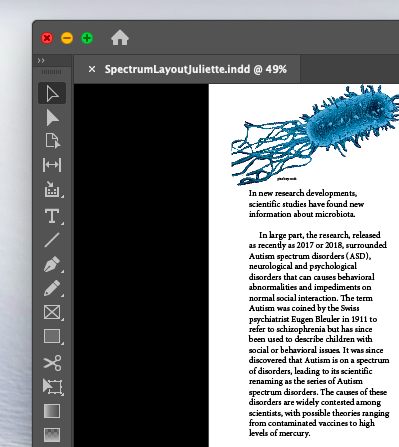 SpectrumLayoutJuliette.indd @ 49%
In new research developments,
scientific studies have found new
information about microbiota.
In large part, the research, released
as recently as 2017 or 2018, surrounded
Autism spectrum disorders (ASD),
neurological and psychological
disorders that can causes behavioral
abnormalities and impediments on
normal social interaction. The term
Autism was coined by the Swiss
psychiatrist Eugen Bleuler in 1911 to
refer to schizophrenia but has since
been used to describe children with
social or behavioral issues. It was since
discovered that Autism is on a spectrum
of disorders, leading to its scientific
renaming as the series of Autism
spectrum disorders. The causes of these
disorders are widely contested among
scientists, with possible theories ranging
from contaminated vaccines to high
levels of mercury.